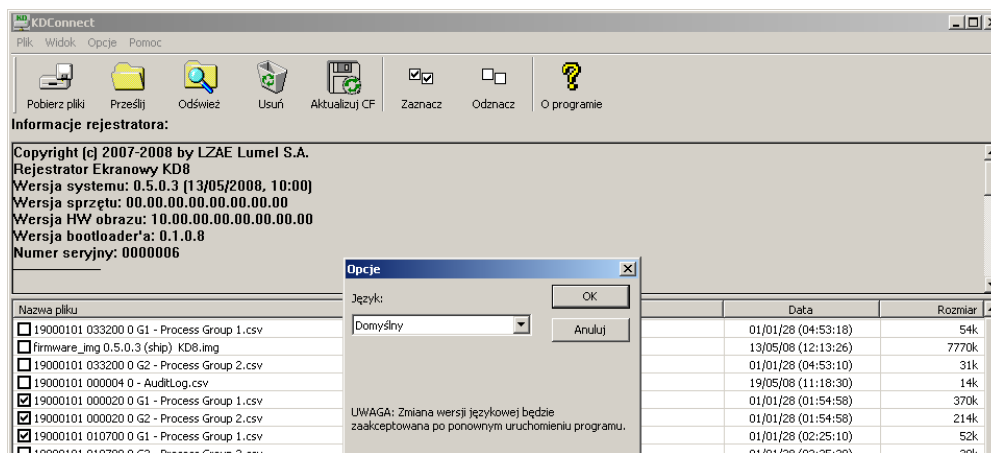 KDConnect
Plik Widok Opcje Pomoc
Pobierz pliki Prześlij Odśwież Usuń Aktualizuj CF Zaznacz Odznacz O programie
Informacje rejestratora:
Copyright (c) 2007-2008 by LZAE Lumel S.A.
Rejestrator Ekranowy KD8
Wersja systemu: 0.5.0.3 (13/05/2008, 10:00)
Wersja sprzętu: 00.00.00.00.00.00.00.00
Wersja HW obrazu: 10.00.00.00.00.00.00.00
Wersja bootloader'a: 0.1.0.8
Numer seryjny: 0000006
Opcje
Język:
OK
Domyślny
Anuluj
UWAGA: Zmiana wersji językowej będzie
zaakceptowana po ponownym uruchomieniu programu.
Nazwa pliku Data Rozmiar
19000101 033200 0 G1 - Process Group 1.csv 01/01/28 (04:53:18) 54k
firmware_img 0.5.0.3 (ship) KD8.img 13/05/08 (12:13:26) 7770k
19000101 033200 0 G2 - Process Group 2.csv 01/01/28 (04:53:10) 31k
19000101 000004 0 - AuditLog.csv 19/05/08 (11:18:30) 14k
19000101 000020 0 G1 - Process Group 1.csv 01/01/28 (01:54:58) 370k
19000101 000020 0 G2 - Process Group 2.csv 01/01/28 (01:54:58) 214k
19000101 010700 0 G1 - Process Group 1.csv 01/01/28 (02:25:10) 52k